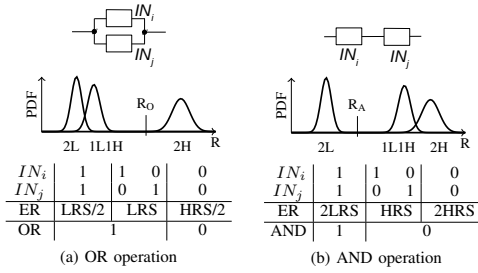 IN_i
IN_j
PDF
R_O
2L 1L1H 2H R
IN_i 1 1 0 0
IN_j 1 0 1 0
ER LRS/2 LRS HRS/2
OR 1 0
(a) OR operation
IN_i IN_j
PDF
R_A
2L 1L1H 2H R
IN_i 1 1 0 0
IN_j 1 0 1 0
ER 2LRS HRS 2HRS
AND 1 0
(b) AND operation